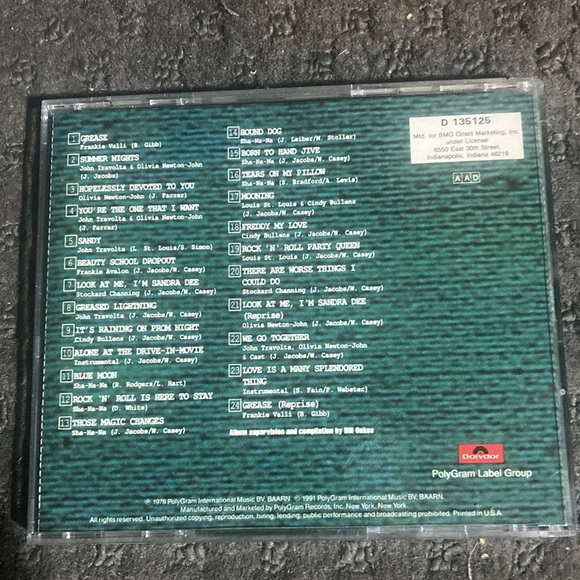 1 GREASE
Frankie Valli (B. Gibb)
2 SUMMER NIGHTS
John Travolta & Olivia Newton-John
(J. Jacobs)
3 HOPELESSLY DEVOTED TO YOU
Olivia Newton-John (J. Farrar)
4 YOU'RE THE ONE THAT I WANT
John Travolta & Olivia Newton-John
(J. Farrar)
5 SANDY
John Travolta (L. St. Louis/S. Simon)
6 BEAUTY SCHOOL DROPOUT
Frankie Avalon (J. Jacobs/W. Casey)
7 LOOK AT ME, I'M SANDRA DEE
Stockard Channing (J. Jacobs/W. Casey)
8 GREASED LIGHTNING
John Travolta (J. Jacobs/W. Casey)
9 IT'S RAINING ON PROM NIGHT
Cindy Bullens (J. Jacobs/W. Casey)
10 ALONE AT THE DRIVE-IN-MOVIE
Instrumental (J. Jacobs/W. Casey)
11 BLUE MOON
Sha-Na-Na (R. Rodgers/L. Hart)
12 ROCK 'N' ROLL IS HERE TO STAY
Sha-Na-Na (D. White)
13 THOSE MAGIC CHANGES
Sha-Na-Na (J. Jacobs/W. Casey)
14 HOUND DOG
Sha-Na-Na (J. Leiber/M. Stoller)
15 BORN TO HAND JIVE
Sha-Na-Na (J. Jacobs/W. Casey)
16 TEARS ON MY PILLOW
Sha-Na-Na (S. Bradford/A. Lewis)
17 MOONING
Louis St. Louis & Cindy Bullens
(J. Jacobs/W. Casey)
18 FREDDY MY LOVE
Cindy Bullens (J. Jacobs/W. Casey)
19 ROCK 'N' ROLL PARTY QUEEN
Louis St. Louis (J. Jacobs/W. Casey)
20 THERE ARE WORSE THINGS I
COULD DO
Stockard Channing (J. Jacobs/W. Casey)
21 LOOK AT ME, I'M SANDRA DEE
(Reprise)
Olivia Newton-John (J. Jacobs/W. Casey)
22 WE GO TOGETHER
John Travolta, Olivia Newton-John
& Cast (J. Jacobs/W. Casey)
23 LOVE IS A MANY SPLENDORED
THING
Instrumental (S. Fain/P. Webster)
24 GREASE (Reprise)
Frankie Valli (B. Gibb)
Album supervision and compilation by Bill Oakes
D 135125
Mfd. for BMG Direct Marketing, Inc.
under License
6550 East 30th Street,
Indianapolis, Indiana 46219
AAD
Polydor
PolyGram Label Group
℗ 1978 PolyGram International Music BV, BAARN. © 1991 PolyGram International Music BV, BAARN.
Manufactured and Marketed by PolyGram Records, Inc. New York, New York
All rights reserved. Unauthorized copying, reproduction, hiring, lending, public performance and broadcasting prohibited. Printed in U.S.A.